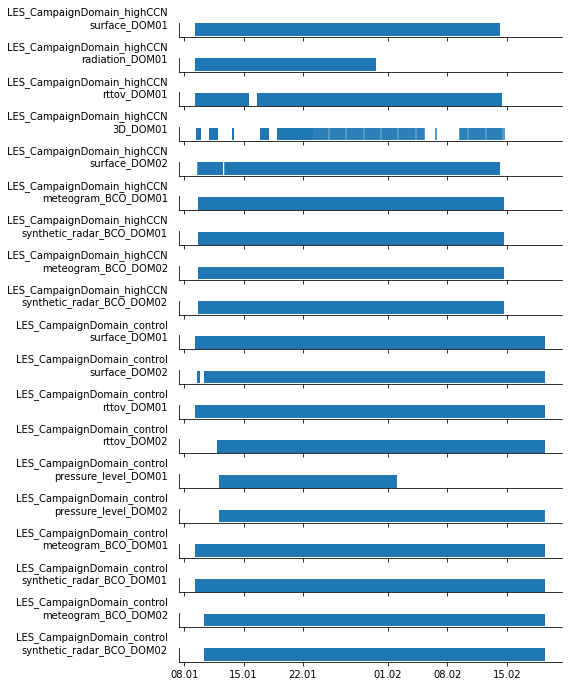 LES_CampaignDomain_highCCN
surface_DOM01
LES_CampaignDomain_highCCN
radiation_DOM01
LES_CampaignDomain_highCCN
rttov_DOM01
LES_CampaignDomain_highCCN
3D_DOM01
LES_CampaignDomain_highCCN
surface_DOM02
LES_CampaignDomain_highCCN
meteogram_BCO_DOM01
LES_CampaignDomain_highCCN
synthetic_radar_BCO_DOM01
LES_CampaignDomain_highCCN
meteogram_BCO_DOM02
LES_CampaignDomain_highCCN
synthetic_radar_BCO_DOM02
LES_CampaignDomain_control
surface_DOM01
LES_CampaignDomain_control
surface_DOM02
LES_CampaignDomain_control
rttov_DOM01
LES_CampaignDomain_control
rttov_DOM02
LES_CampaignDomain_control
pressure_level_DOM01
LES_CampaignDomain_control
pressure_level_DOM02
LES_CampaignDomain_control
meteogram_BCO_DOM01
LES_CampaignDomain_control
synthetic_radar_BCO_DOM01
LES_CampaignDomain_control
meteogram_BCO_DOM02
LES_CampaignDomain_control
synthetic_radar_BCO_DOM02
08.01 15.01 22.01 01.02 08.02 15.02